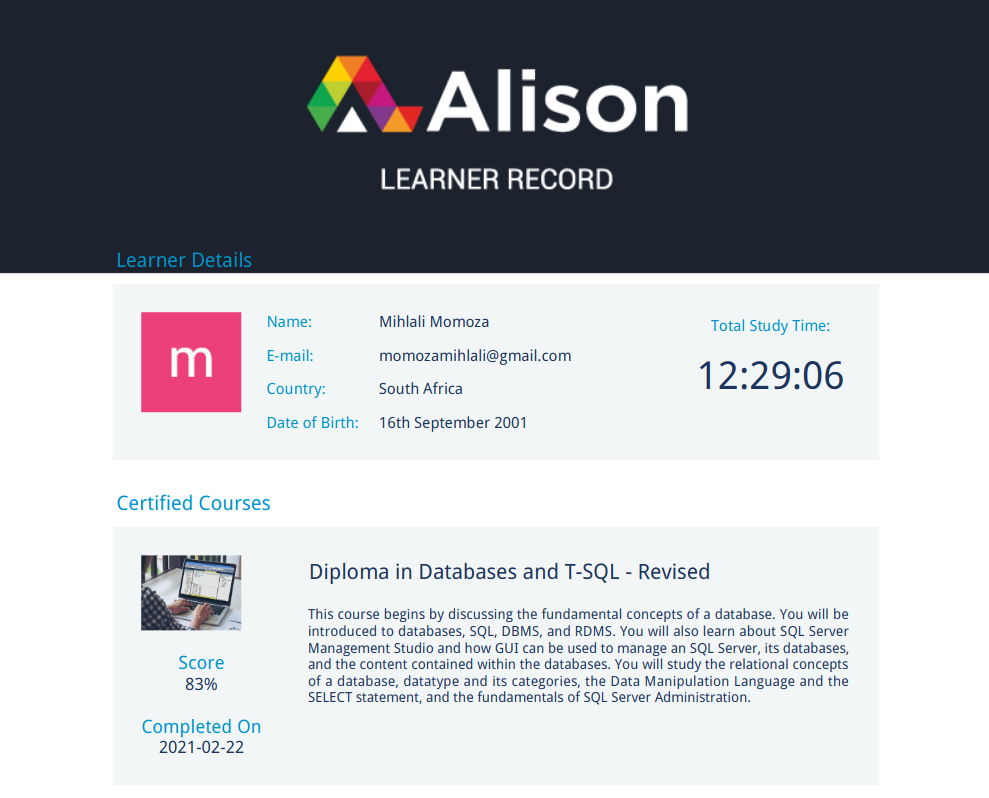 Alison
LEARNER RECORD
Learner Details
m
Name: Mihlali Momoza
E-mail: momozamihlali@gmail.com
Country: South Africa
Date of Birth: 16th September 2001
Total Study Time:
12:29:06
Certified Courses
Diploma in Databases and T-SQL - Revised
This course begins by discussing the fundamental concepts of a database. You will be
introduced to databases, SQL, DBMS, and RDMS. You will also learn about SQL Server
Management Studio and how GUI can be used to manage an SQL Server, its databases,
and the content contained within the databases. You will study the relational concepts
of a database, datatype and its categories, the Data Manipulation Language and the
SELECT statement, and the fundamentals of SQL Server Administration.
Score
83%
Completed On
2021-02-22